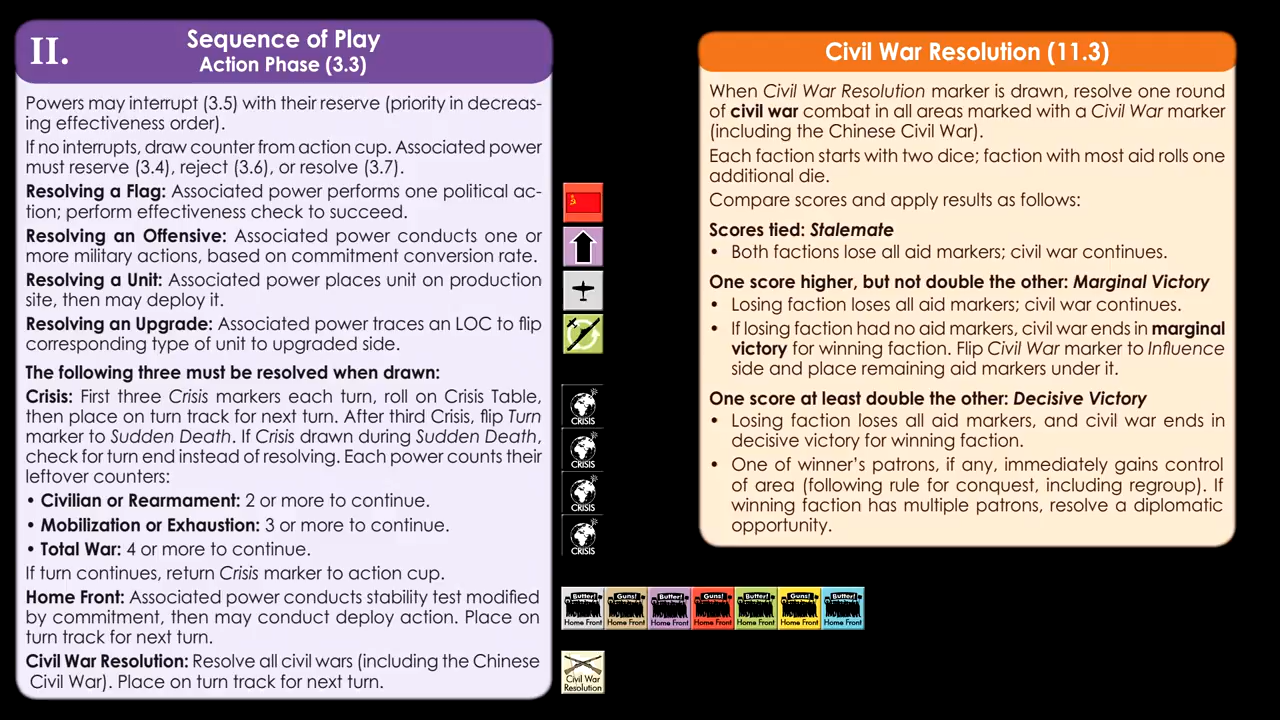 II.
Sequence of Play
Action Phase (3.3)
Powers may interrupt (3.5) with their reserve (priority in decreas-
ing effectiveness order).
If no interrupts, draw counter from action cup. Associated power
must reserve (3.4), reject (3.6), or resolve (3.7).
Resolving a Flag: Associated power performs one political ac-
tion; perform effectiveness check to succeed.
Resolving an Offensive: Associated power conducts one or
more military actions, based on commitment conversion rate.
Resolving a Unit: Associated power places unit on production
site, then may deploy it.
Resolving an Upgrade: Associated power traces an LOC to flip
corresponding type of unit to upgraded side.
The following three must be resolved when drawn:
Crisis: First three Crisis markers each turn, roll on Crisis Table,
then place on turn track for next turn. After third Crisis, flip Turn
marker to Sudden Death. If Crisis drawn during Sudden Death,
check for turn end instead of resolving. Each power counts their
leftover counters:
• Civilian or Rearmament: 2 or more to continue.
• Mobilization or Exhaustion: 3 or more to continue.
• Total War: 4 or more to continue.
If turn continues, return Crisis marker to action cup.
Home Front: Associated power conducts stability test modified
by commitment, then may conduct deploy action. Place on
turn track for next turn.
Civil War Resolution: Resolve all civil wars (including the Chinese
Civil War). Place on turn track for next turn.
CRISIS
CRISIS
CRISIS
CRISIS
Butter! Guns! Butter! Guns! Butter! Guns! Butter!
Home Front Home Front Home Front Home Front Home Front Home Front Home Front
Civil War
Resolution
Civil War Resolution (11.3)
When Civil War Resolution marker is drawn, resolve one round
of civil war combat in all areas marked with a Civil War marker
(including the Chinese Civil War).
Each faction starts with two dice; faction with most aid rolls one
additional die.
Compare scores and apply results as follows:
Scores tied: Stalemate
• Both factions lose all aid markers; civil war continues.
One score higher, but not double the other: Marginal Victory
• Losing faction loses all aid markers; civil war continues.
• If losing faction had no aid markers, civil war ends in marginal
victory for winning faction. Flip Civil War marker to Influence
side and place remaining aid markers under it.
One score at least double the other: Decisive Victory
• Losing faction loses all aid markers, and civil war ends in
decisive victory for winning faction.
• One of winner's patrons, if any, immediately gains control
of area (following rule for conquest, including regroup). If
winning faction has multiple patrons, resolve a diplomatic
opportunity.